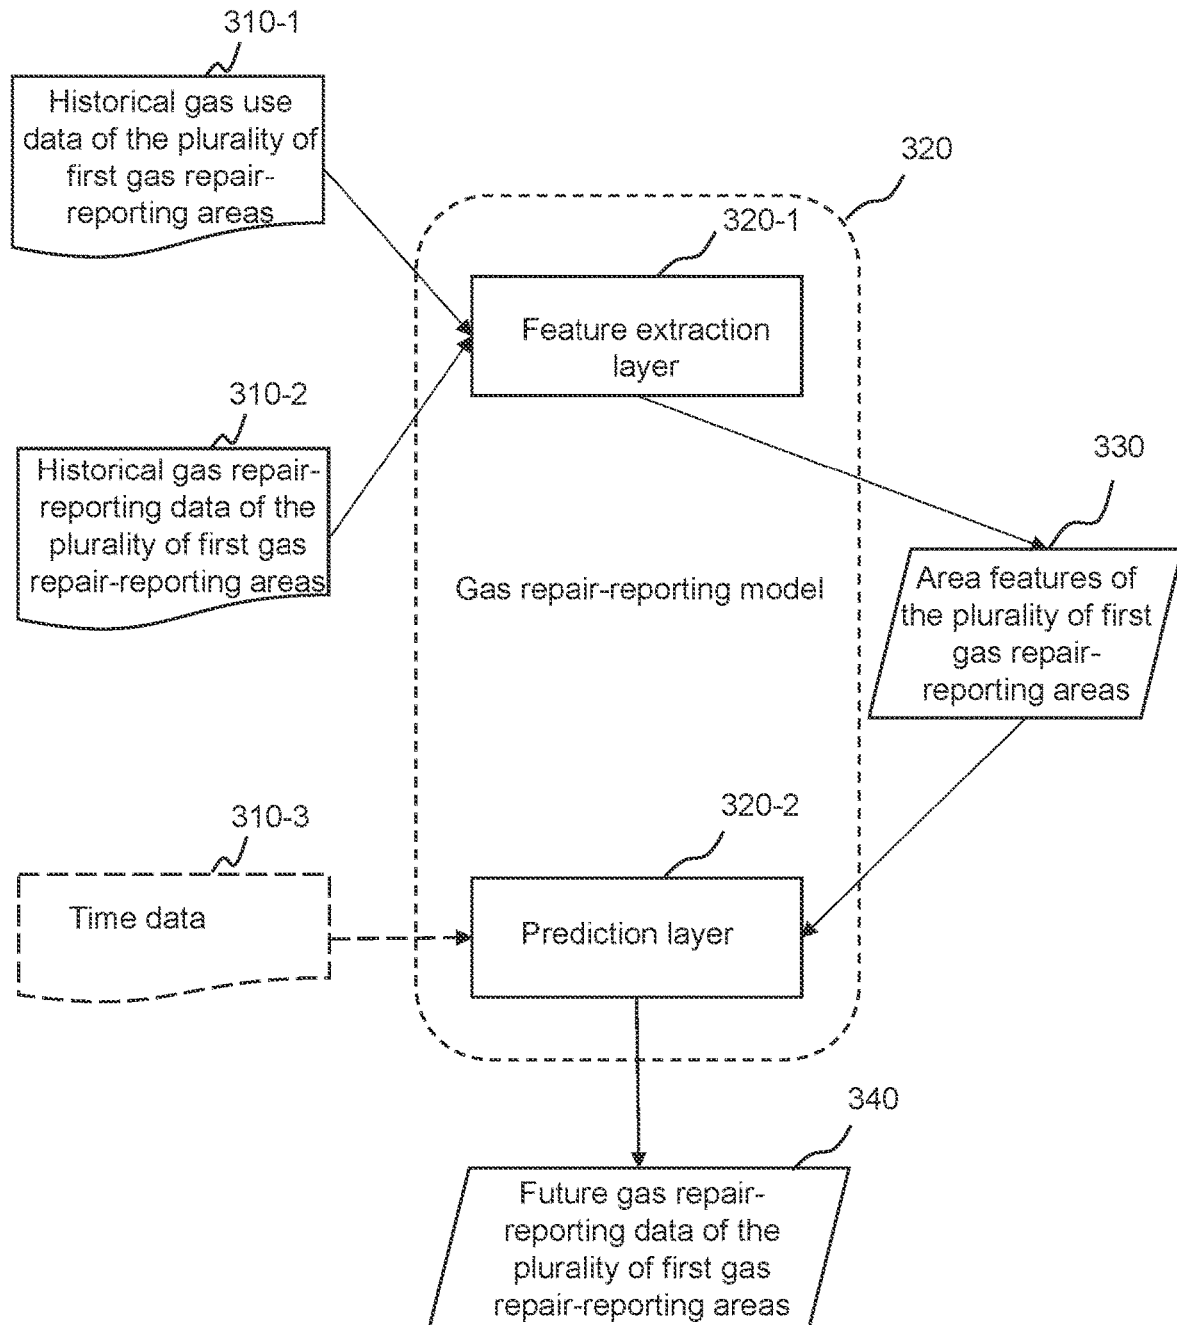 310-1
Historical gas use
data of the plurality of
first gas repair-
reporting areas
320
320-1
Feature extraction
layer
310-2
Historical gas repair-
reporting data of the
plurality of first gas
repair-reporting areas
330
Area features of
the plurality of first
gas repair-
reporting areas
Gas repair-reporting model
310-3
Time data
320-2
Prediction layer
340
Future gas repair-
reporting data of the
plurality of first gas
repair-reporting areas